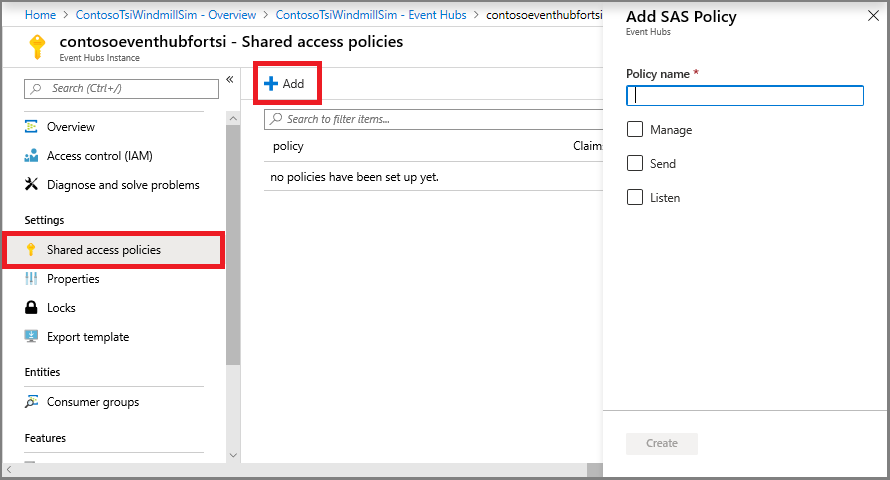 Home > ContosoTsiWindmillSim - Overview > ContosoTsiWindmillSim - Event Hubs > contosoeventhubfortsi
contosoeventhubfortsi - Shared access policies
Event Hubs Instance
Search (Ctrl+/)
«
Overview
Access control (IAM)
Diagnose and solve problems
Settings
Shared access policies
Properties
Locks
Export template
Entities
Consumer groups
Features
Add
Search to filter items...
policy Claims
no policies have been set up yet.
Add SAS Policy
Event Hubs
Policy name *
Manage
Send
Listen
Create